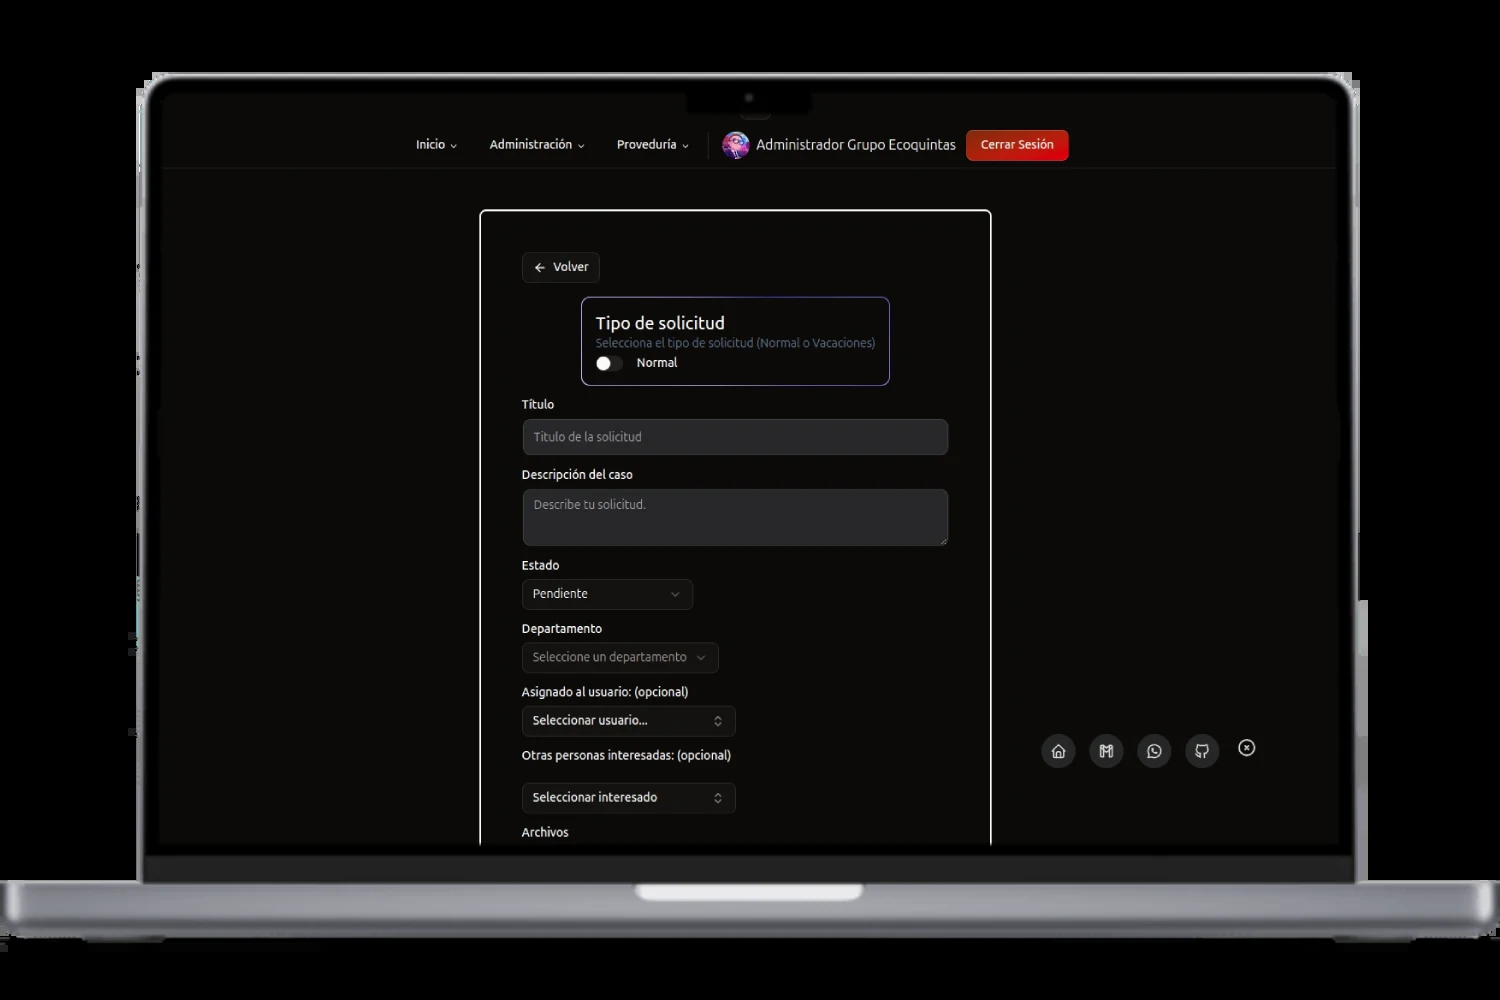 Inicio
Administración
Proveduría
Administrador Grupo Ecoquintas
Cerrar Sesión
Volver
Tipo de solicitud
Selecciona el tipo de solicitud (Normal o Vacaciones)
Normal
Título
Titulo de la solicitud
Descripción del caso
Describe tu solicitud.
Estado
Pendiente
Departamento
Seleccione un departamento
Asignado al usuario: (opcional)
Seleccionar usuario...
Otras personas interesadas: (opcional)
Seleccionar interesado
Archivos